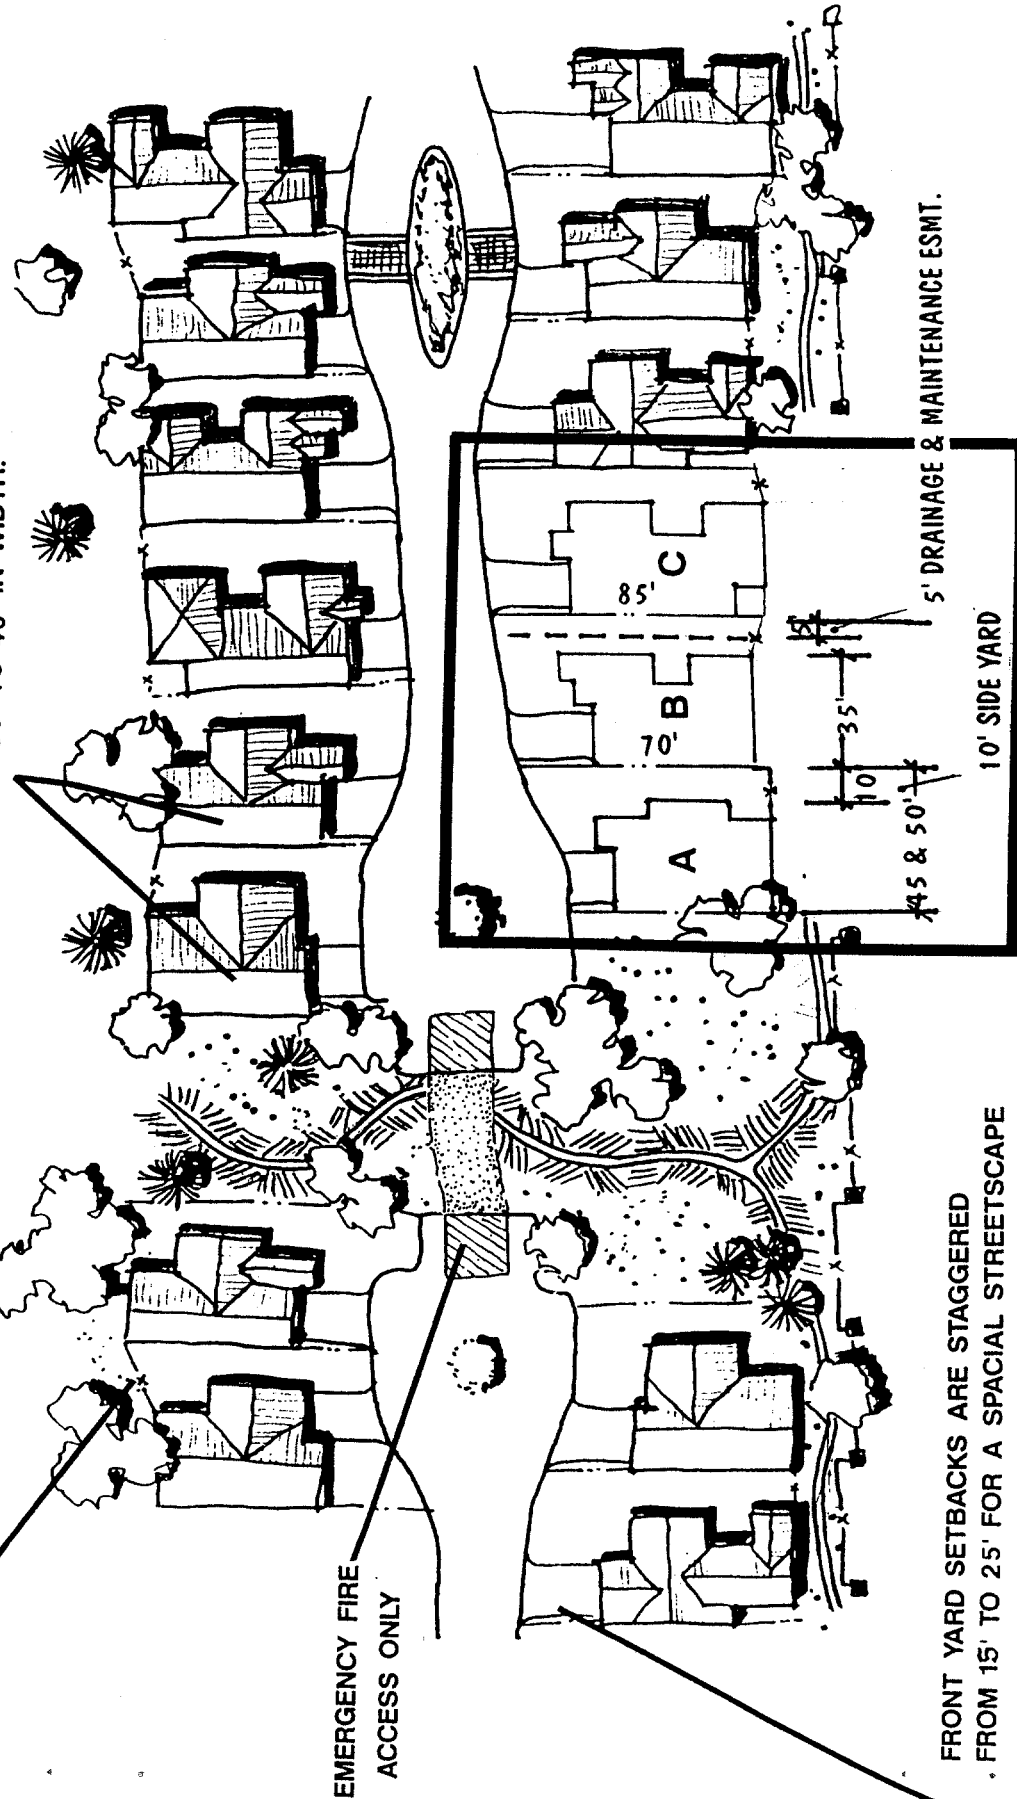 EMERGENCY FIRE
ACCESS ONLY
A
B
C
70'
85'
10
35'
5'
45 & 50'
5' DRAINAGE & MAINTENANCE ESMT.
10' SIDE YARD
FRONT YARD SETBACKS ARE STAGGERED
FROM 15' TO 25' FOR A SPACIAL STREETSCAPE